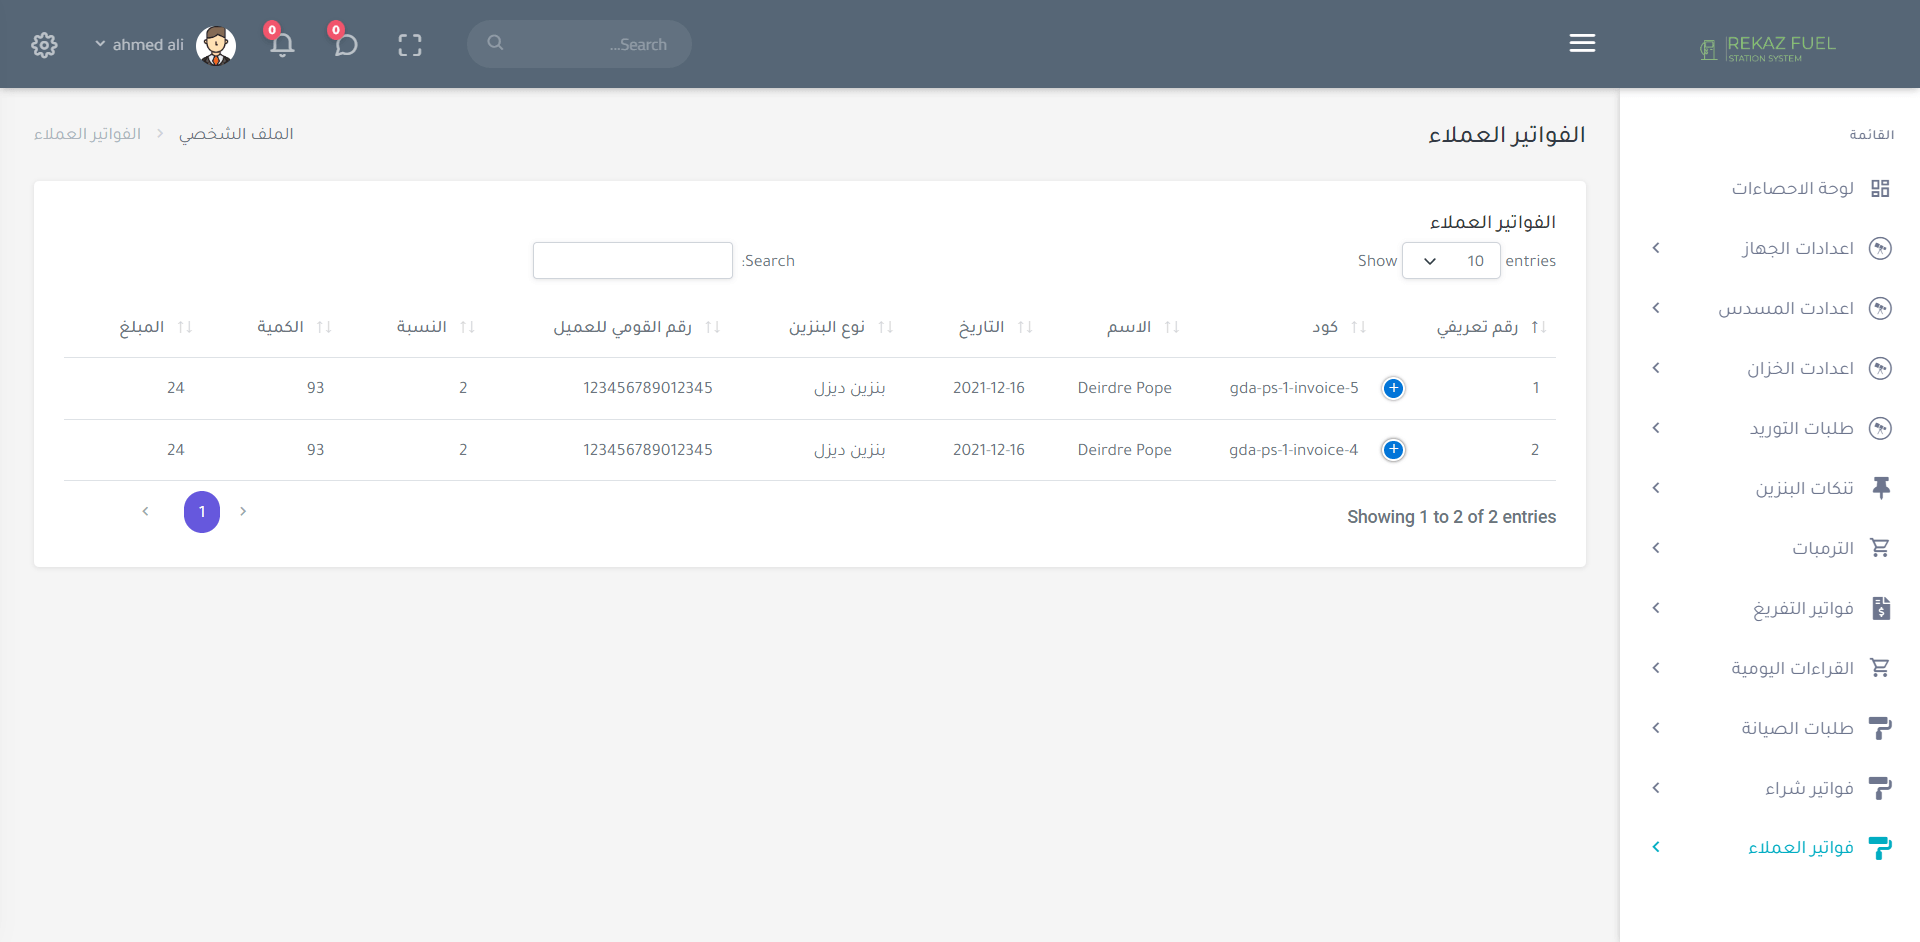 REKAZ FUEL
STATION SYSTEM
Search...
0
0
ahmed ali
القائمة
لوحة الاحصاءات
اعدادات الجهاز
اعدادت المسدس
اعدادت الخزان
طلبات التوريد
تنكات البنزين
الترمبات
فواتير التفريغ
القراءات اليومية
طلبات الصيانة
فواتير شراء
فواتير العملاء
الفواتير العملاء
الملف الشخصي > الفواتير العملاء
الفواتير العملاء
Show 10 entries
Search:
رقم تعريفي كود الاسم التاريخ نوع البنزين رقم القومي للعميل النسبة الكمية المبلغ
1 gda-ps-1-invoice-5 Deirdre Pope 2021-12-16 بنزين ديزل 123456789012345 2 93 24
2 gda-ps-1-invoice-4 Deirdre Pope 2021-12-16 بنزين ديزل 123456789012345 2 93 24
Showing 1 to 2 of 2 entries
1